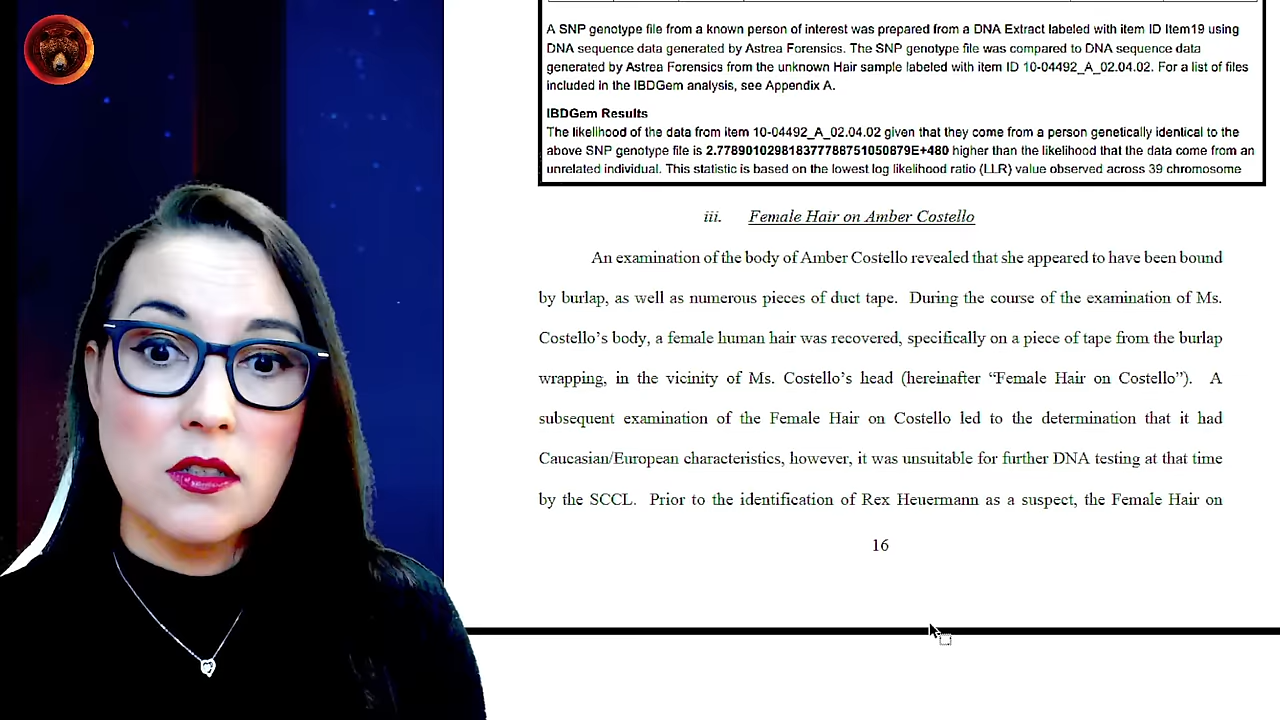 A SNP genotype file from a known person of interest was prepared from a DNA Extract labeled with item ID Item19 using
DNA sequence data generated by Astrea Forensics. The SNP genotype file was compared to DNA sequence data
generated by Astrea Forensics from the unknown Hair sample labeled with item ID 10-04492_A_02.04.02. For a list of files
included in the IBDGem analysis, see Appendix A.
IBDGem Results
The likelihood of the data from item 10-04492_A_02.04.02 given that they come from a person genetically identical to the
above SNP genotype file is 2.778901029818377788751050879E+480 higher than the likelihood that the data come from an
unrelated individual. This statistic is based on the lowest log likelihood ratio (LLR) value observed across 39 chromosome
iii. Female Hair on Amber Costello
An examination of the body of Amber Costello revealed that she appeared to have been bound
by burlap, as well as numerous pieces of duct tape. During the course of the examination of Ms.
Costello’s body, a female human hair was recovered, specifically on a piece of tape from the burlap
wrapping, in the vicinity of Ms. Costello’s head (hereinafter “Female Hair on Costello”). A
subsequent examination of the Female Hair on Costello led to the determination that it had
Caucasian/European characteristics, however, it was unsuitable for further DNA testing at that time
by the SCCL. Prior to the identification of Rex Heuermann as a suspect, the Female Hair on
16